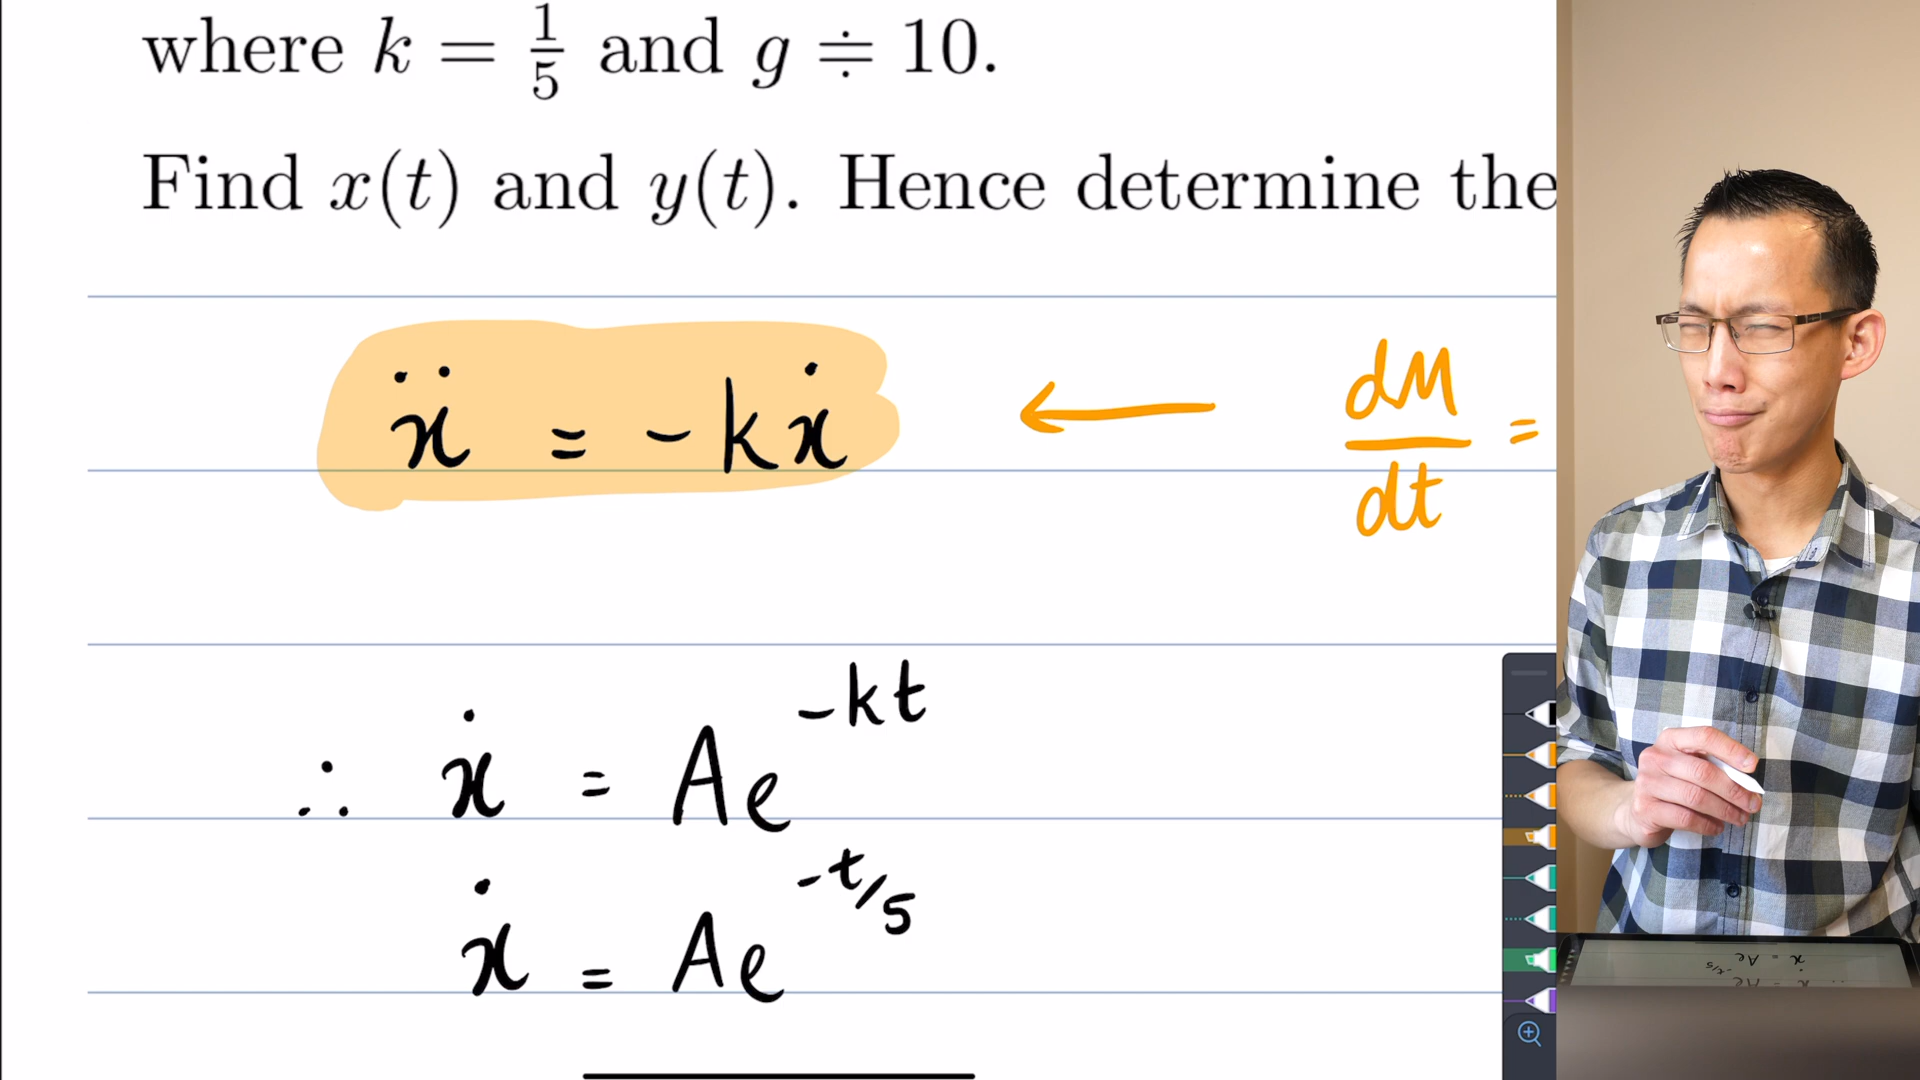 where k = 1/5 and g ≑ 10.
Find x(t) and y(t). Hence determine the
ẍ = -kẋ ← dM/dt =
∴ ẋ = Ae^{-kt}
ẋ = Ae^{-t/5}